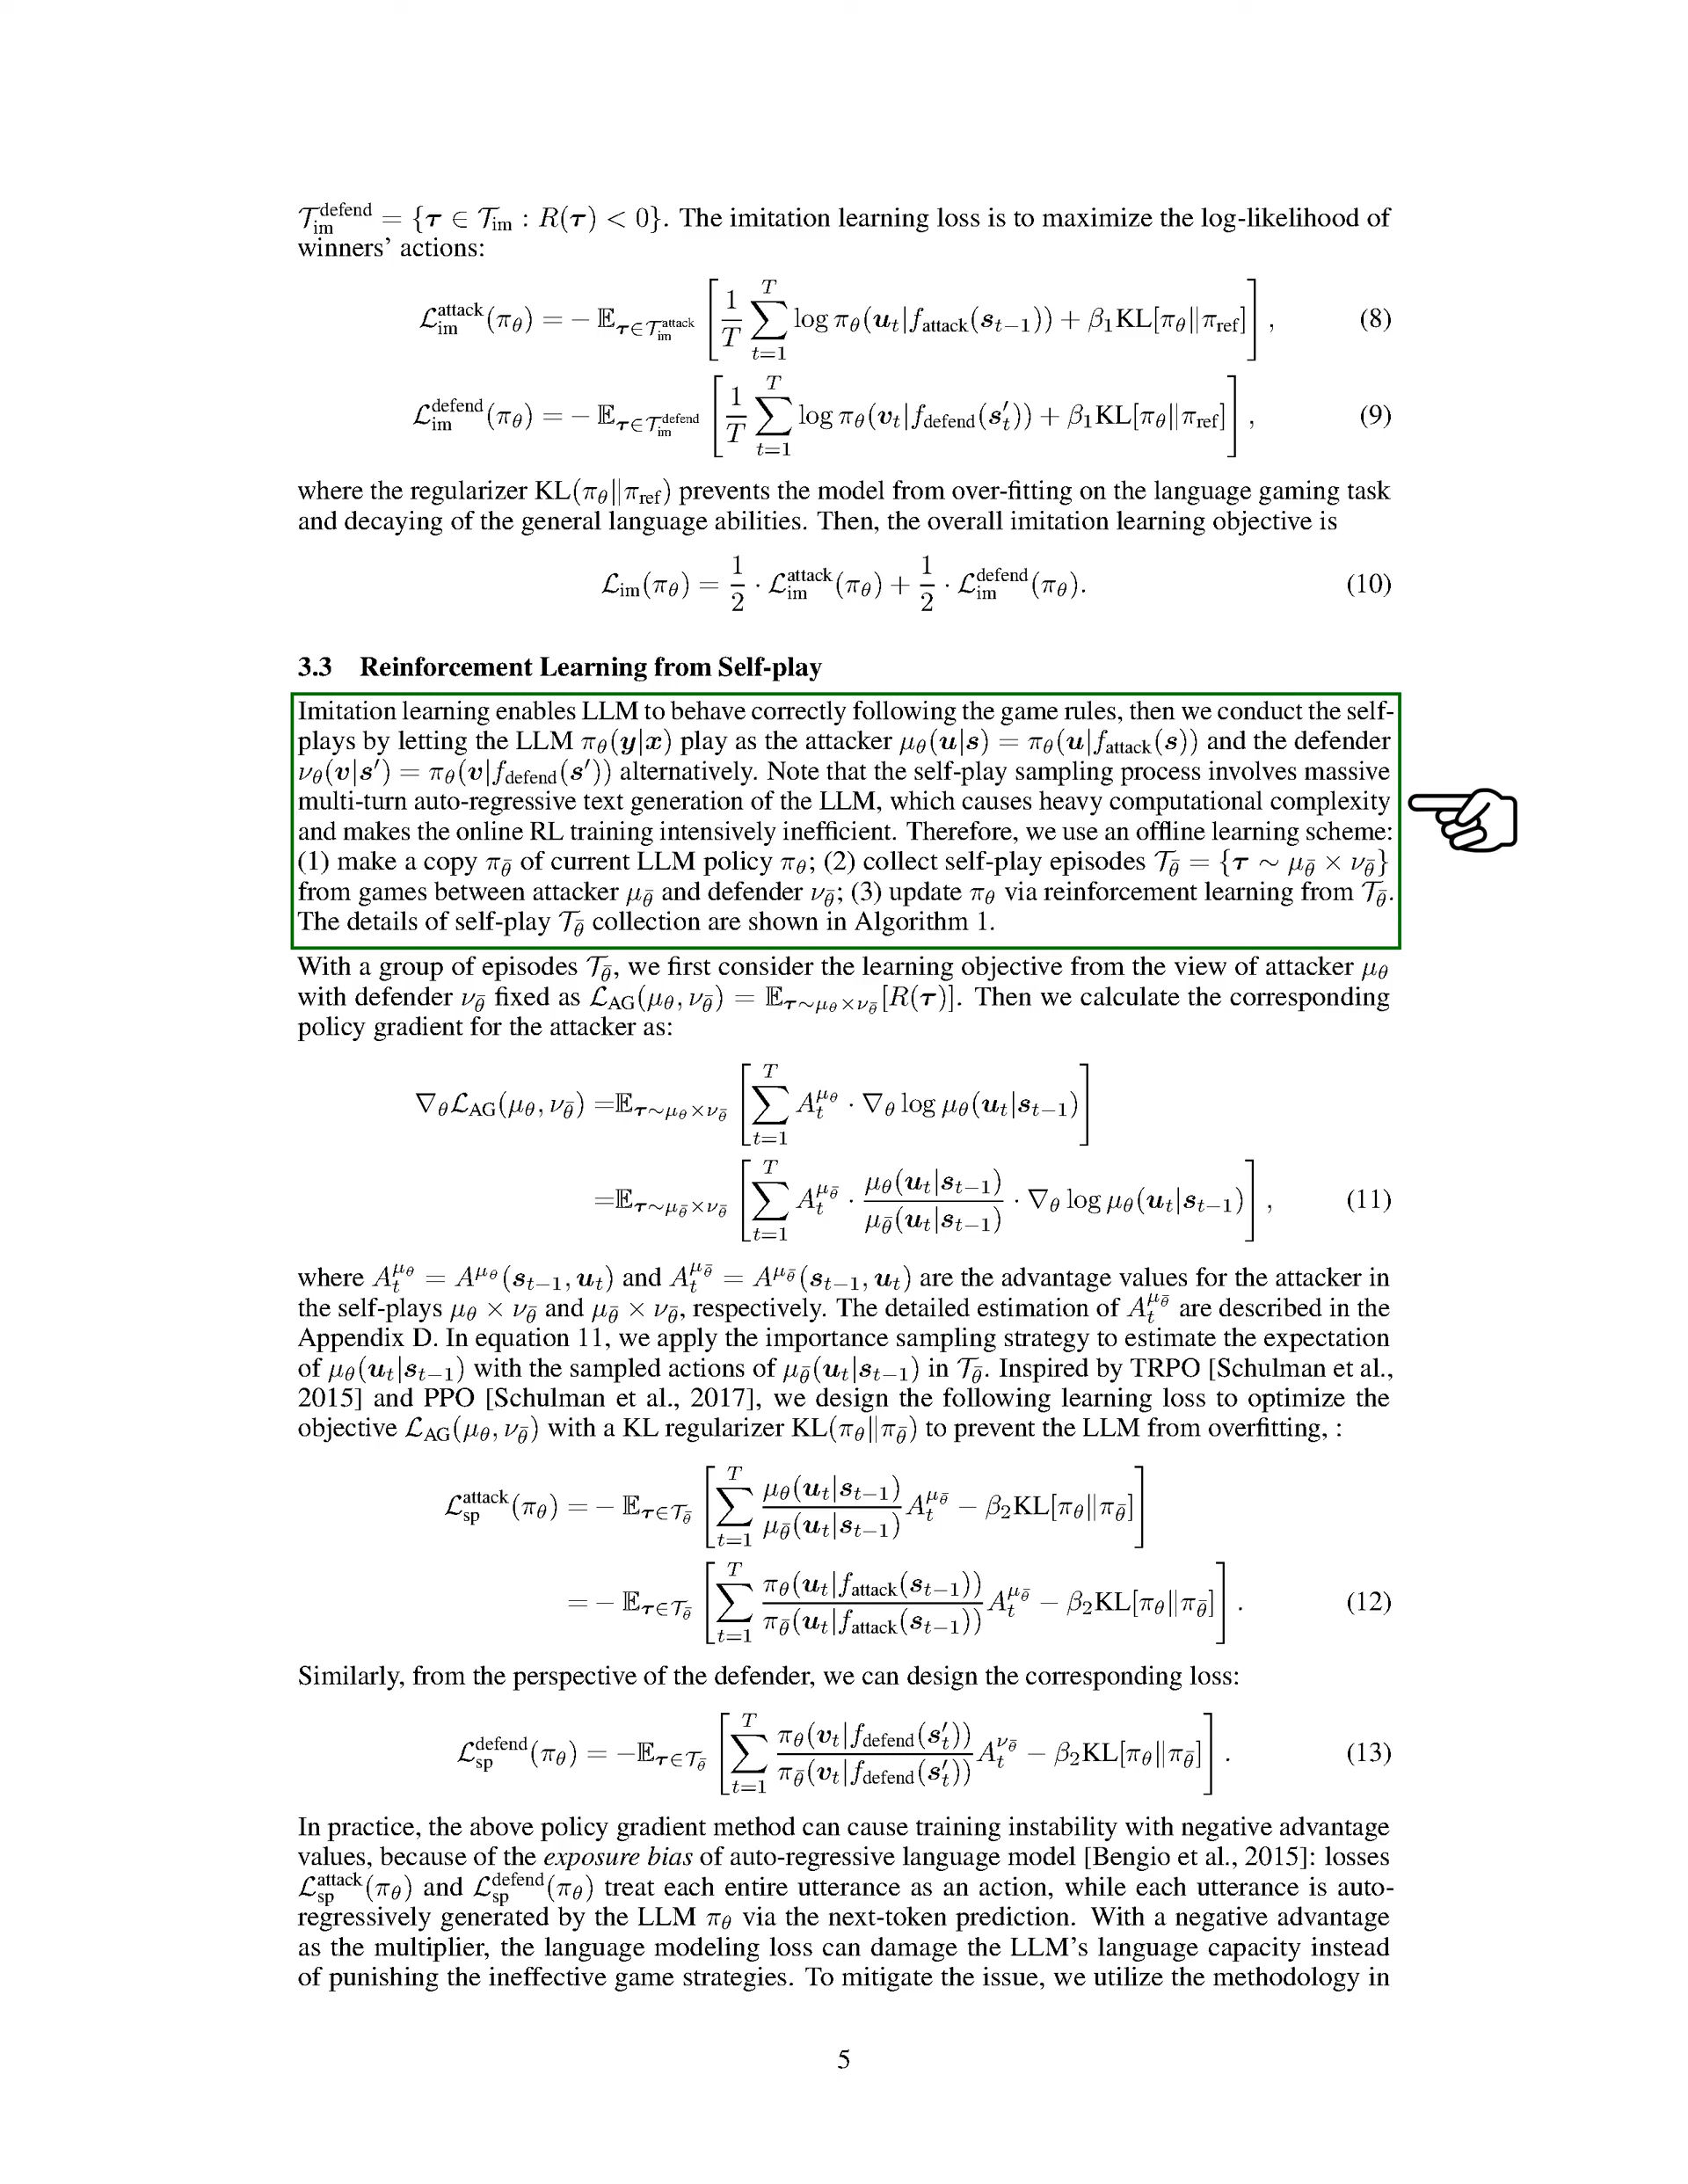 𝒯_im^defend = {τ ∈ 𝒯_im : R(τ) < 0}. The imitation learning loss is to maximize the log-likelihood of
winners' actions:
ℒ_im^attack(π_θ) = − 𝔼_{τ∈𝒯_im^attack} [ 1/T ∑_{t=1}^T log π_θ(u_t|f_attack(s_{t−1})) + β_1KL[π_θ||π_ref] ] , (8)
ℒ_im^defend(π_θ) = − 𝔼_{τ∈𝒯_im^defend} [ 1/T ∑_{t=1}^T log π_θ(v_t|f_defend(s′_t)) + β_1KL[π_θ||π_ref] ] , (9)
where the regularizer KL(π_θ||π_ref) prevents the model from over-fitting on the language gaming task
and decaying of the general language abilities. Then, the overall imitation learning objective is
ℒ_im(π_θ) = 1/2 · ℒ_im^attack(π_θ) + 1/2 · ℒ_im^defend(π_θ). (10)
3.3 Reinforcement Learning from Self-play
Imitation learning enables LLM to behave correctly following the game rules, then we conduct the self-
plays by letting the LLM π_θ(y|x) play as the attacker μ_θ(u|s) = π_θ(u|f_attack(s)) and the defender
ν_θ(v|s′) = π_θ(v|f_defend(s′)) alternatively. Note that the self-play sampling process involves massive
multi-turn auto-regressive text generation of the LLM, which causes heavy computational complexity
and makes the online RL training intensively inefficient. Therefore, we use an offline learning scheme:
(1) make a copy π_θ̄ of current LLM policy π_θ; (2) collect self-play episodes 𝒯_θ̄ = {τ ∼ μ_θ̄ × ν_θ̄}
from games between attacker μ_θ̄ and defender ν_θ̄; (3) update π_θ via reinforcement learning from 𝒯_θ̄.
The details of self-play 𝒯_θ̄ collection are shown in Algorithm 1.
With a group of episodes 𝒯_θ̄, we first consider the learning objective from the view of attacker μ_θ
with defender ν_θ̄ fixed as ℒ_AG(μ_θ, ν_θ̄) = 𝔼_{τ∼μ_θ×ν_θ̄}[R(τ)]. Then we calculate the corresponding
policy gradient for the attacker as:
∇_θℒ_AG(μ_θ, ν_θ̄) =𝔼_{τ∼μ_θ×ν_θ̄} [ ∑_{t=1}^T A_t^{μ_θ} · ∇_θ log μ_θ(u_t|s_{t−1}) ]
=𝔼_{τ∼μ_θ̄×ν_θ̄} [ ∑_{t=1}^T A_t^{μ_θ̄} · μ_θ(u_t|s_{t−1}) / μ_θ̄(u_t|s_{t−1}) · ∇_θ log μ_θ(u_t|s_{t−1}) ] , (11)
where A_t^{μ_θ} = A^{μ_θ}(s_{t−1}, u_t) and A_t^{μ_θ̄} = A^{μ_θ̄}(s_{t−1}, u_t) are the advantage values for the attacker in
the self-plays μ_θ × ν_θ̄ and μ_θ̄ × ν_θ̄, respectively. The detailed estimation of A_t^{μ_θ̄} are described in the
Appendix D. In equation 11, we apply the importance sampling strategy to estimate the expectation
of μ_θ(u_t|s_{t−1}) with the sampled actions of μ_θ̄(u_t|s_{t−1}) in 𝒯_θ̄. Inspired by TRPO [Schulman et al.,
2015] and PPO [Schulman et al., 2017], we design the following learning loss to optimize the
objective ℒ_AG(μ_θ, ν_θ̄) with a KL regularizer KL(π_θ||π_θ̄) to prevent the LLM from overfitting, :
ℒ_sp^attack(π_θ) = − 𝔼_{τ∈𝒯_θ̄} [ ∑_{t=1}^T μ_θ(u_t|s_{t−1}) / μ_θ̄(u_t|s_{t−1}) A_t^{μ_θ̄} − β_2KL[π_θ||π_θ̄] ]
= − 𝔼_{τ∈𝒯_θ̄} [ ∑_{t=1}^T π_θ(u_t|f_attack(s_{t−1})) / π_θ̄(u_t|f_attack(s_{t−1})) A_t^{μ_θ̄} − β_2KL[π_θ||π_θ̄] ] . (12)
Similarly, from the perspective of the defender, we can design the corresponding loss:
ℒ_sp^defend(π_θ) = −𝔼_{τ∈𝒯_θ̄} [ ∑_{t=1}^T π_θ(v_t|f_defend(s′_t)) / π_θ̄(v_t|f_defend(s′_t)) A_t^{ν_θ̄} − β_2KL[π_θ||π_θ̄] ] . (13)
In practice, the above policy gradient method can cause training instability with negative advantage
values, because of the exposure bias of auto-regressive language model [Bengio et al., 2015]: losses
ℒ_sp^attack(π_θ) and ℒ_sp^defend(π_θ) treat each entire utterance as an action, while each utterance is auto-
regressively generated by the LLM π_θ via the next-token prediction. With a negative advantage
as the multiplier, the language modeling loss can damage the LLM's language capacity instead
of punishing the ineffective game strategies. To mitigate the issue, we utilize the methodology in
5